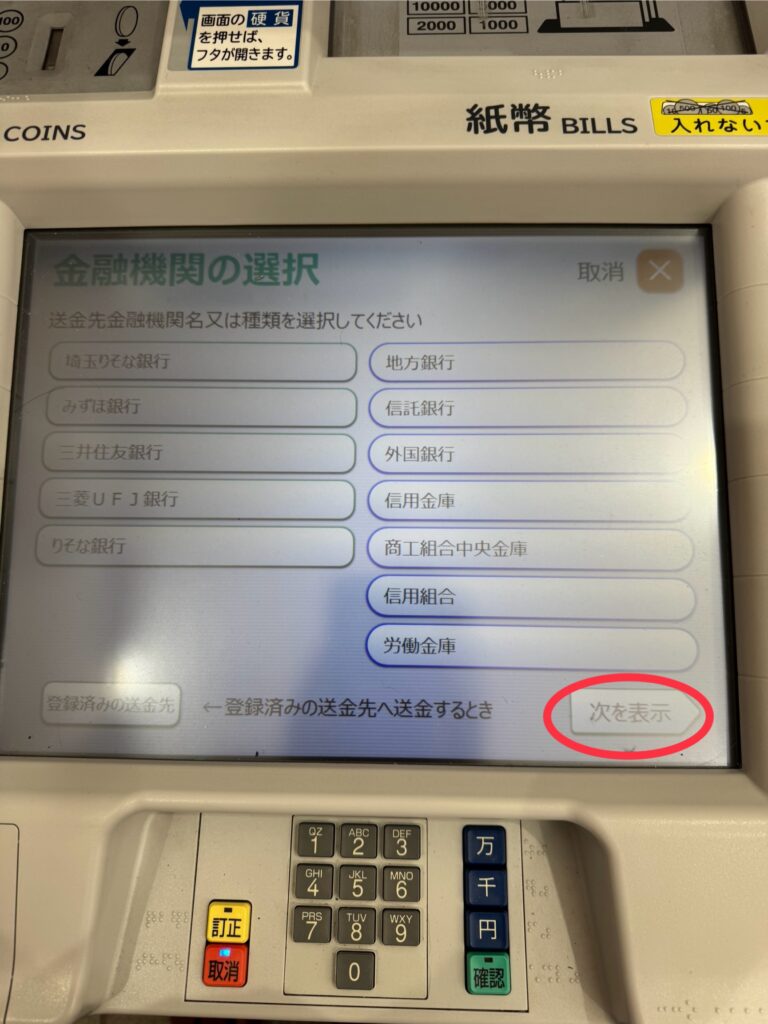 画面の 硬貨
を押せば、
フタが開きます。
10000
2000 1000
COINS
紙幣 BILLS
入れない
金融機関の選択
取消
送金先金融機関名又は種類を選択してください
埼玉りそな銀行
地方銀行
みずほ銀行
信託銀行
三井住友銀行
外国銀行
三菱UFJ銀行
信用金庫
りそな銀行
商工組合中央金庫
信用組合
労働金庫
登録済みの送金先
←登録済みの送金先へ送金するとき
次を表示
QZ ABC DEF
1 2 3
万
GHI JKL MNO
4 5 6
千
PRS TUV WXY
7 8 9
円
訂正
取消
0
確認